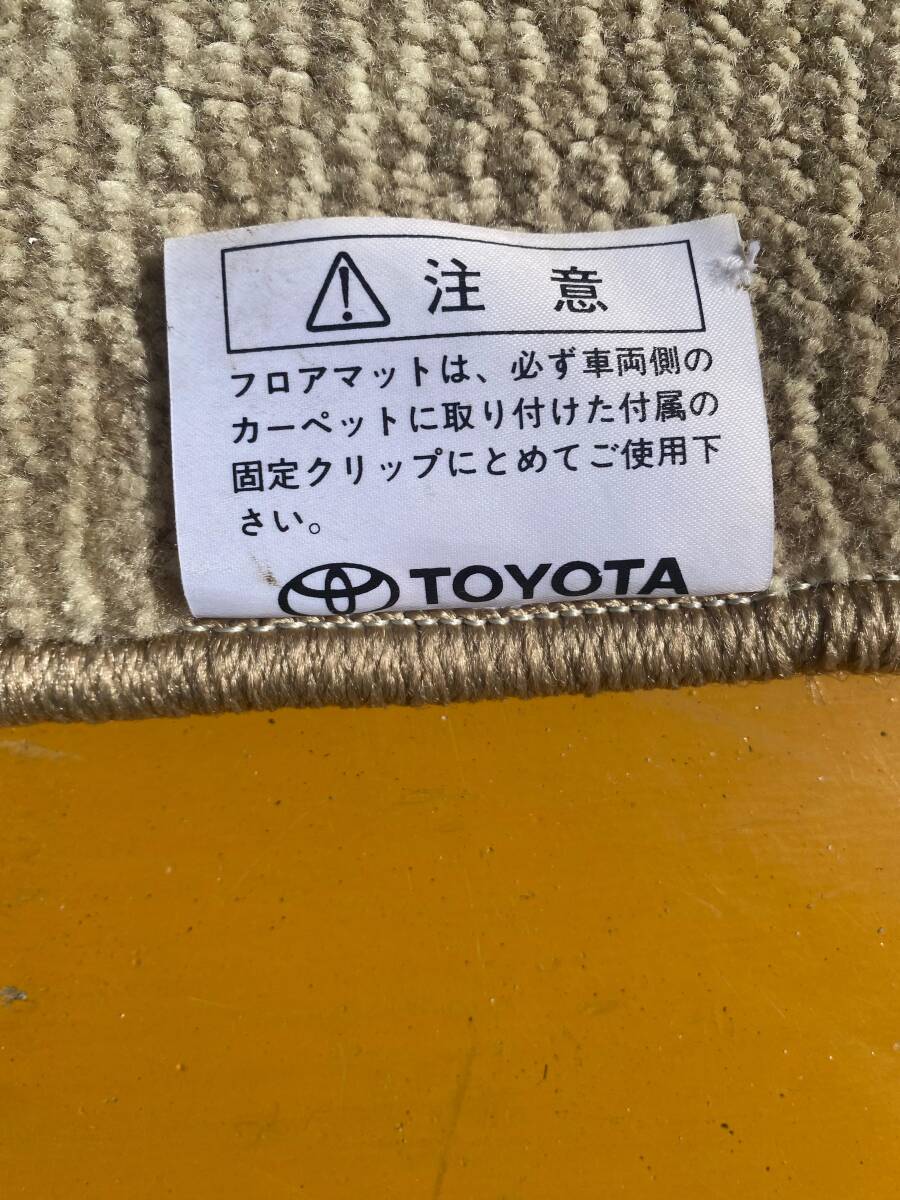 注意
フロアマットは、必ず車両側の
カーペットに取り付けた付属の
固定クリップにとめてご使用下
さい。
TOYOTA